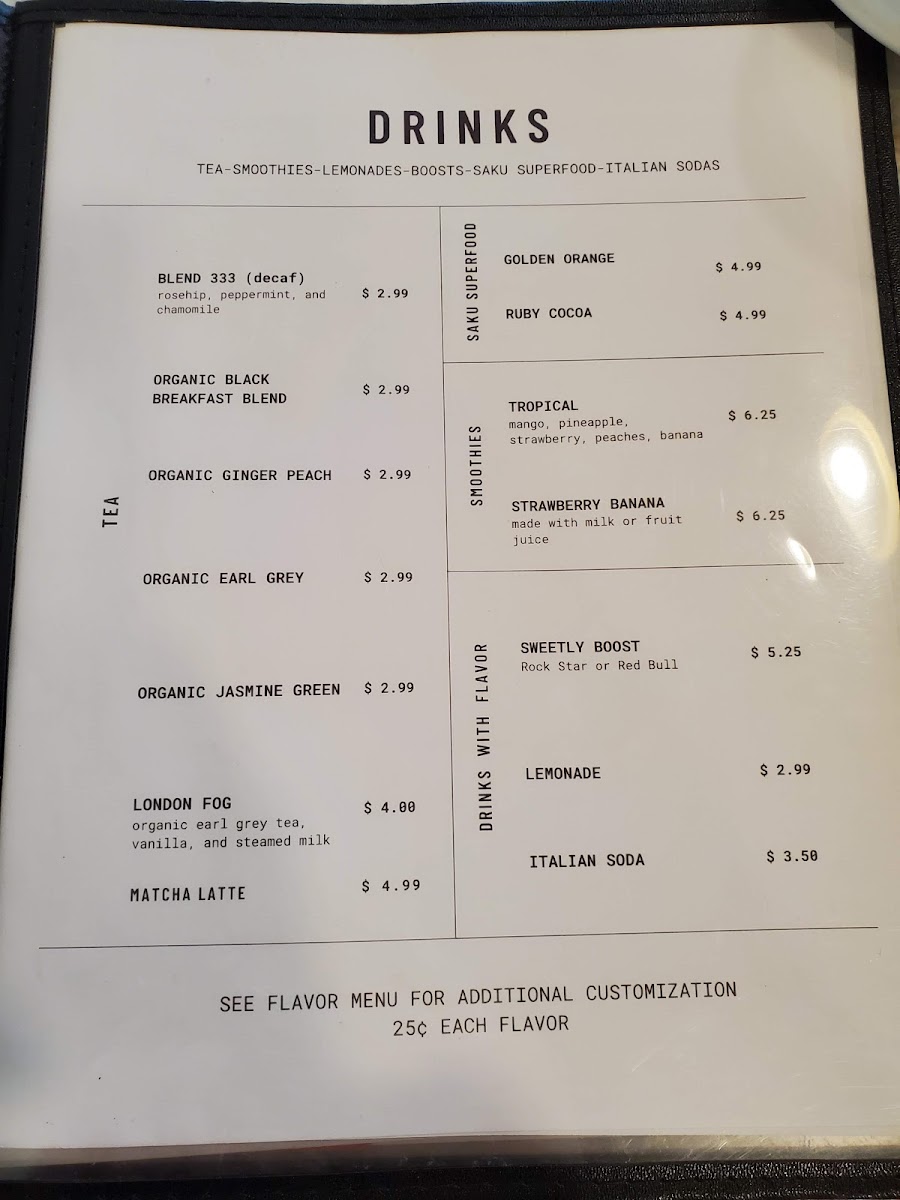 DRINKS
TEA-SMOOTHIES-LEMONADES-BOOSTS-SAKU SUPERFOOD-ITALIAN SODAS
TEA
BLEND 333 (decaf)
rosehip, peppermint, and
chamomile
$ 2.99
ORGANIC BLACK
BREAKFAST BLEND
$ 2.99
ORGANIC GINGER PEACH $ 2.99
ORGANIC EARL GREY $ 2.99
ORGANIC JASMINE GREEN $ 2.99
LONDON FOG $ 4.00
organic earl grey tea,
vanilla, and steamed milk
MATCHA LATTE $ 4.99
SAKU SUPERFOOD
GOLDEN ORANGE $ 4.99
RUBY COCOA $ 4.99
SMOOTHIES
TROPICAL $ 6.25
mango, pineapple,
strawberry, peaches, banana
STRAWBERRY BANANA $ 6.25
made with milk or fruit
juice
DRINKS WITH FLAVOR
SWEETLY BOOST $ 5.25
Rock Star or Red Bull
LEMONADE $ 2.99
ITALIAN SODA $ 3.50
SEE FLAVOR MENU FOR ADDITIONAL CUSTOMIZATION
25¢ EACH FLAVOR